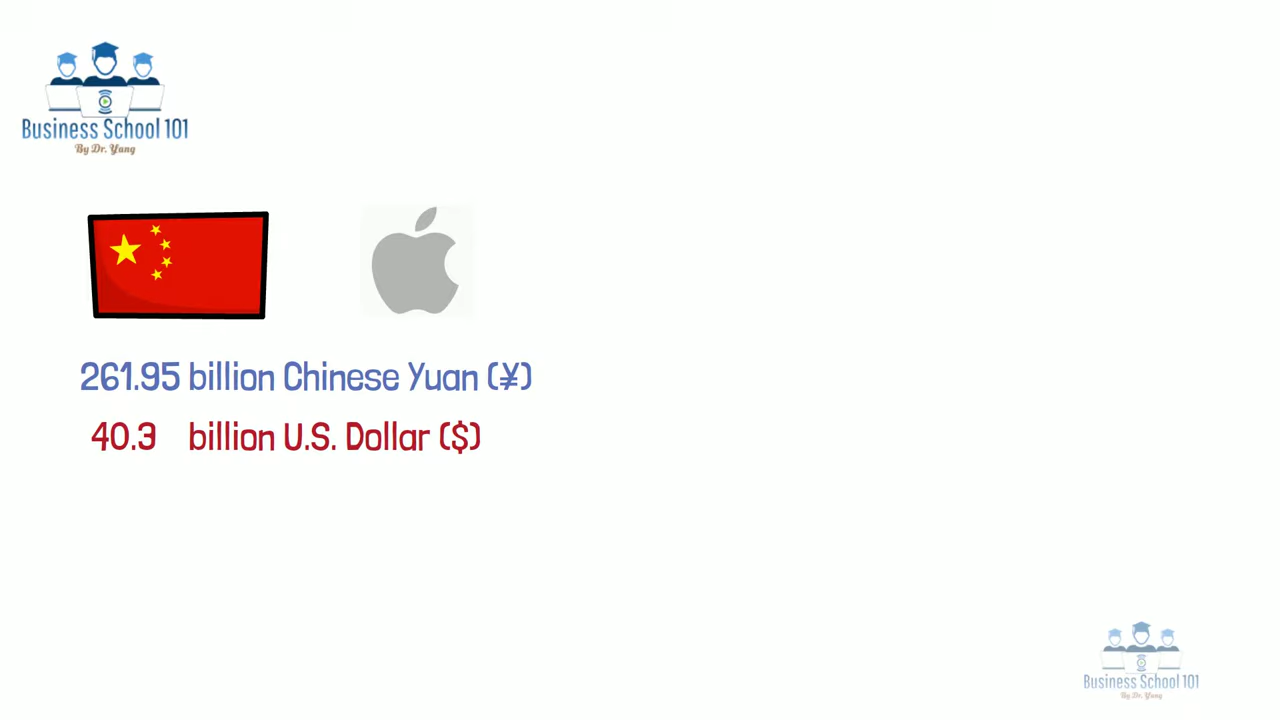 Business School 101
By Dr. Yang
261.95 billion Chinese Yuan (¥)
40.3 billion U.S. Dollar ($)
Business School 101
By Dr. Yang